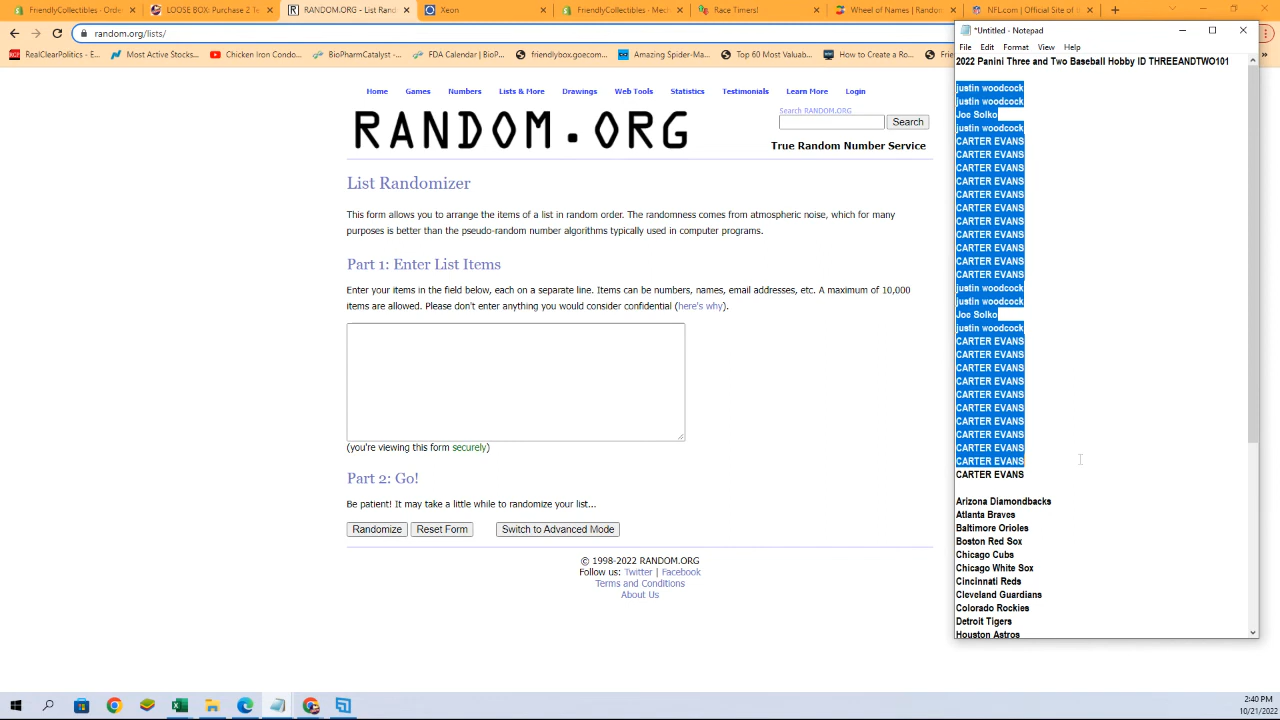 FriendlyCollectibles - Ord
LOOSE BOX: Purchase 2 T
RANDOM.ORG - List Rand
Xeon
FriendlyCollectibles - Mech
Race Timers!
Wheel of Names | Random
NFL.com | Official Site of th
random.org/lists/
RealClearPolitics - E...
Most Active Stocks...
Chicken Iron Condo...
BioPharmCatalyst -...
FDA Calendar | BioP...
friendlybox.goecom...
Amazing Spider-Ma...
Top 60 Most Valuab...
How to Create a Ro...
Frien
Home
Games
Numbers
Lists & More
Drawings
Web Tools
Statistics
Testimonials
Learn More
Login
RANDOM.ORG
Search RANDOM.ORG
Search
True Random Number Service
List Randomizer
This form allows you to arrange the items of a list in random order. The randomness comes from atmospheric noise, which for many
purposes is better than the pseudo-random number algorithms typically used in computer programs.
Part 1: Enter List Items
Enter your items in the field below, each on a separate line. Items can be numbers, names, email addresses, etc. A maximum of 10,000
items are allowed. Please don't enter anything you would consider confidential (here's why).
(you're viewing this form securely)
Part 2: Go!
Be patient! It may take a little while to randomize your list...
Randomize
Reset Form
Switch to Advanced Mode
© 1998-2022 RANDOM.ORG
Follow us: Twitter | Facebook
Terms and Conditions
About Us
*Untitled - Notepad
File Edit Format View Help
2022 Panini Three and Two Baseball Hobby ID THREEANDTWO101
justin woodcock
justin woodcock
Joe Solko
justin woodcock
CARTER EVANS
CARTER EVANS
CARTER EVANS
CARTER EVANS
CARTER EVANS
CARTER EVANS
CARTER EVANS
CARTER EVANS
CARTER EVANS
CARTER EVANS
CARTER EVANS
justin woodcock
justin woodcock
Joe Solko
justin woodcock
CARTER EVANS
CARTER EVANS
CARTER EVANS
CARTER EVANS
CARTER EVANS
CARTER EVANS
CARTER EVANS
CARTER EVANS
CARTER EVANS
CARTER EVANS
CARTER EVANS
Arizona Diamondbacks
Atlanta Braves
Baltimore Orioles
Boston Red Sox
Chicago Cubs
Chicago White Sox
Cincinnati Reds
Cleveland Guardians
Colorado Rockies
Detroit Tigers
Houston Astros
2:40 PM
10/21/2022